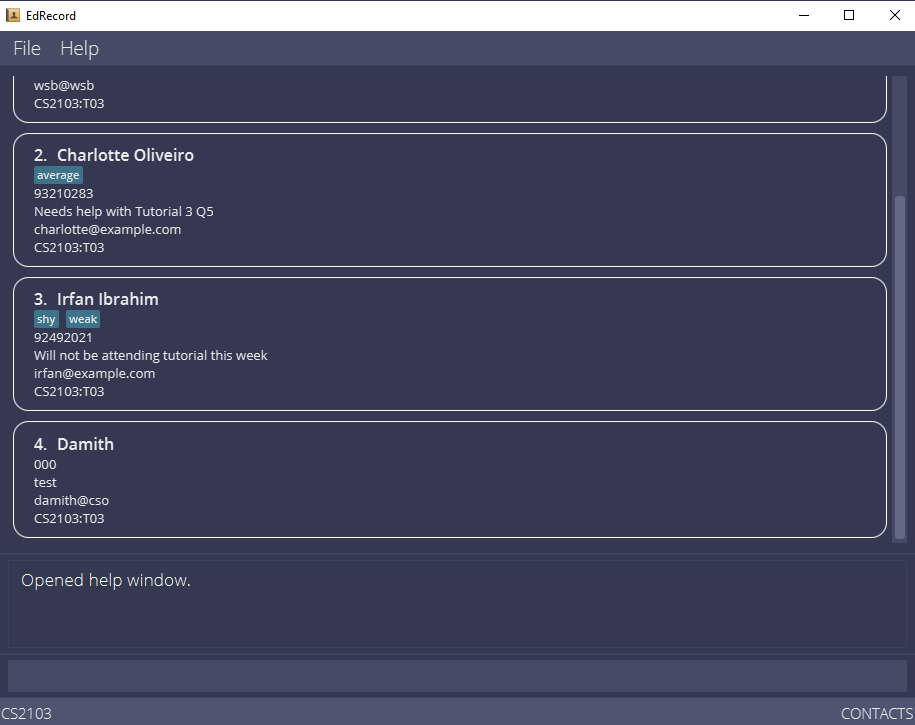 EdRecord
File Help
wsb@wsb
CS2103:T03
2. Charlotte Oliveiro
average
93210283
Needs help with Tutorial 3 Q5
charlotte@example.com
CS2103:T03
3. Irfan Ibrahim
shy weak
92492021
Will not be attending tutorial this week
irfan@example.com
CS2103:T03
4. Damith
000
test
damith@cso
CS2103:T03
Opened help window.
CS2103 CONTACTS